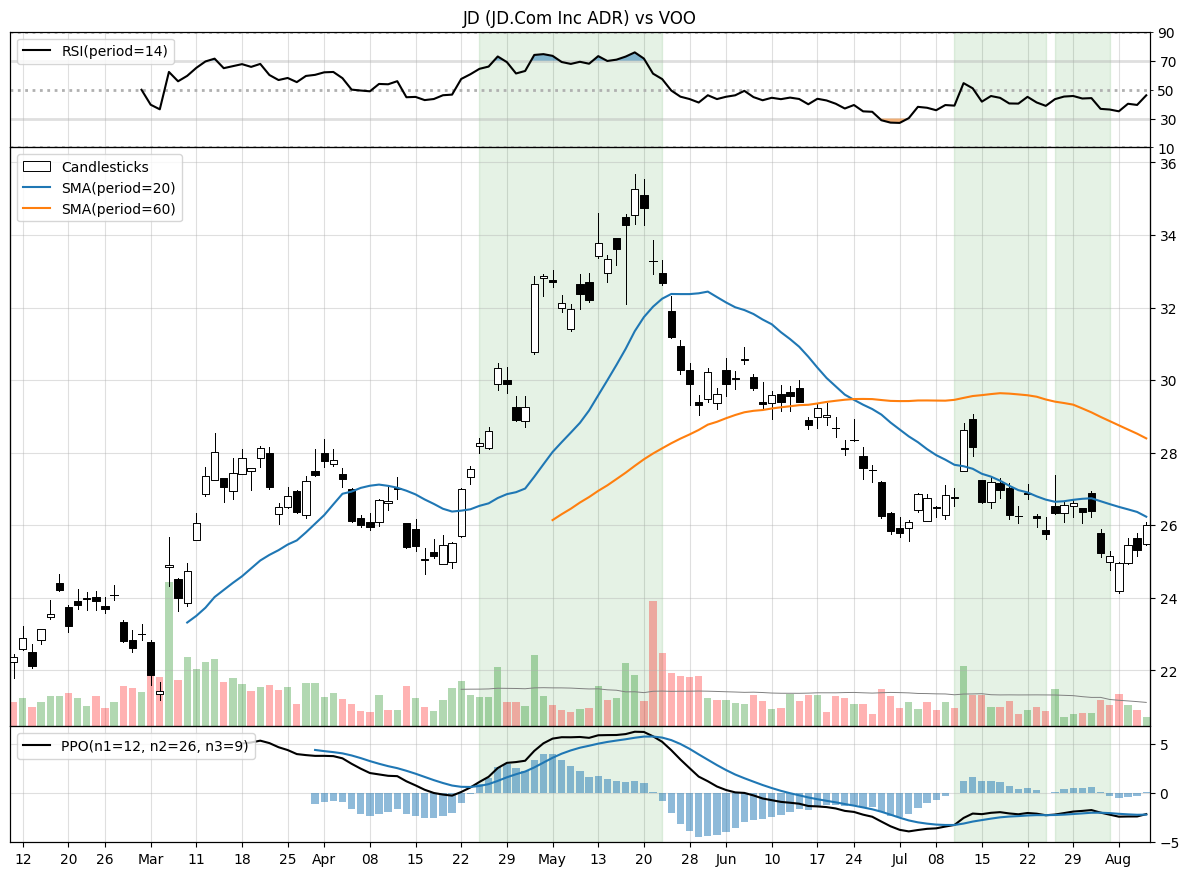 JD (JD.Com Inc ADR) vs VOO
RSI(period=14)
90
70
50
30
10
Candlesticks
SMA(period=20)
SMA(period=60)
36
34
32
30
28
26
24
22
PPO(n1=12, n2=26, n3=9)
5
0
−5
12 20 26 Mar 11 18 25 Apr 08 15 22 29 May 13 20 28 Jun 10 17 24 Jul 08 15 22 29 Aug